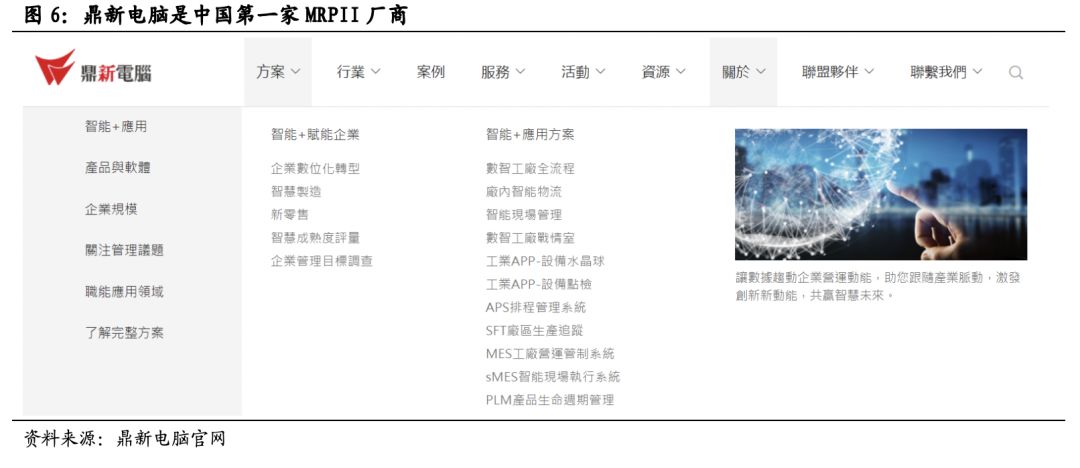 图 6：鼎新电脑是中国第一家 MRPII 厂商
鼎新電腦
方案
行業
案例
服務
活動
資源
關於
聯盟夥伴
聯繫我們
智能+應用
產品與軟體
企業規模
關注管理議題
職能應用領域
了解完整方案
智能+賦能企業
企業數位化轉型
智慧製造
新零售
智慧成熟度評量
企業管理目標調查
智能+應用方案
數智工廠全流程
廠內智能物流
智能現場管理
數智工廠戰情室
工業APP-設備水晶球
工業APP-設備點檢
APS排程管理系統
SFT廠區生產追蹤
MES工廠營運管制系統
sMES智能現場執行系統
PLM產品生命週期管理
讓數據趨動企業營運動能，助您跟隨產業脈動，激發
創新新動能，共贏智慧未來。
资料来源：鼎新电脑官网